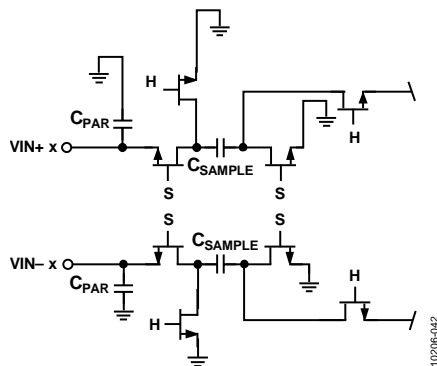 H
C_PAR
C_SAMPLE
H
VIN+ x
S
S
S
S
C_SAMPLE
VIN– x
C_PAR
H
H
10206-042